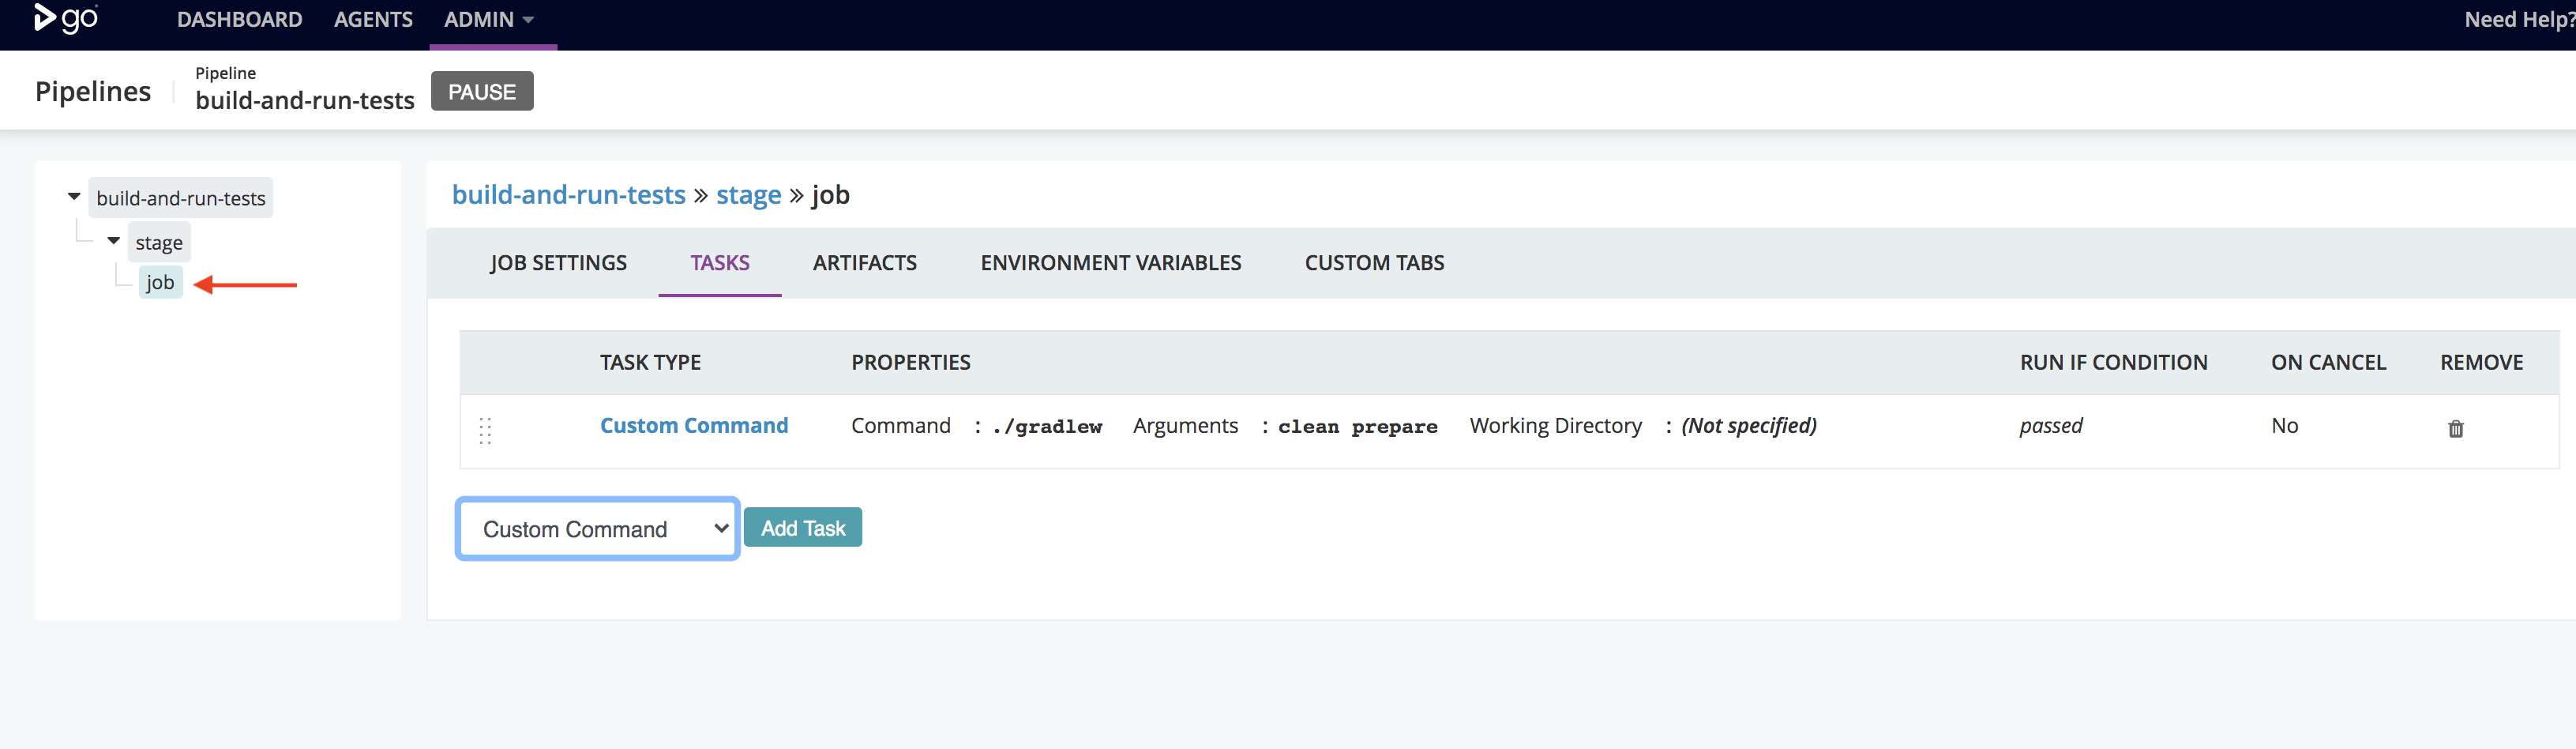 go DASHBOARD AGENTS ADMIN Need Help?
Pipelines
Pipeline
build-and-run-tests PAUSE
build-and-run-tests
stage
job
build-and-run-tests » stage » job
JOB SETTINGS TASKS ARTIFACTS ENVIRONMENT VARIABLES CUSTOM TABS
TASK TYPE PROPERTIES RUN IF CONDITION ON CANCEL REMOVE
Custom Command Command : ./gradlew Arguments : clean prepare Working Directory : (Not specified) passed No
Custom Command Add Task